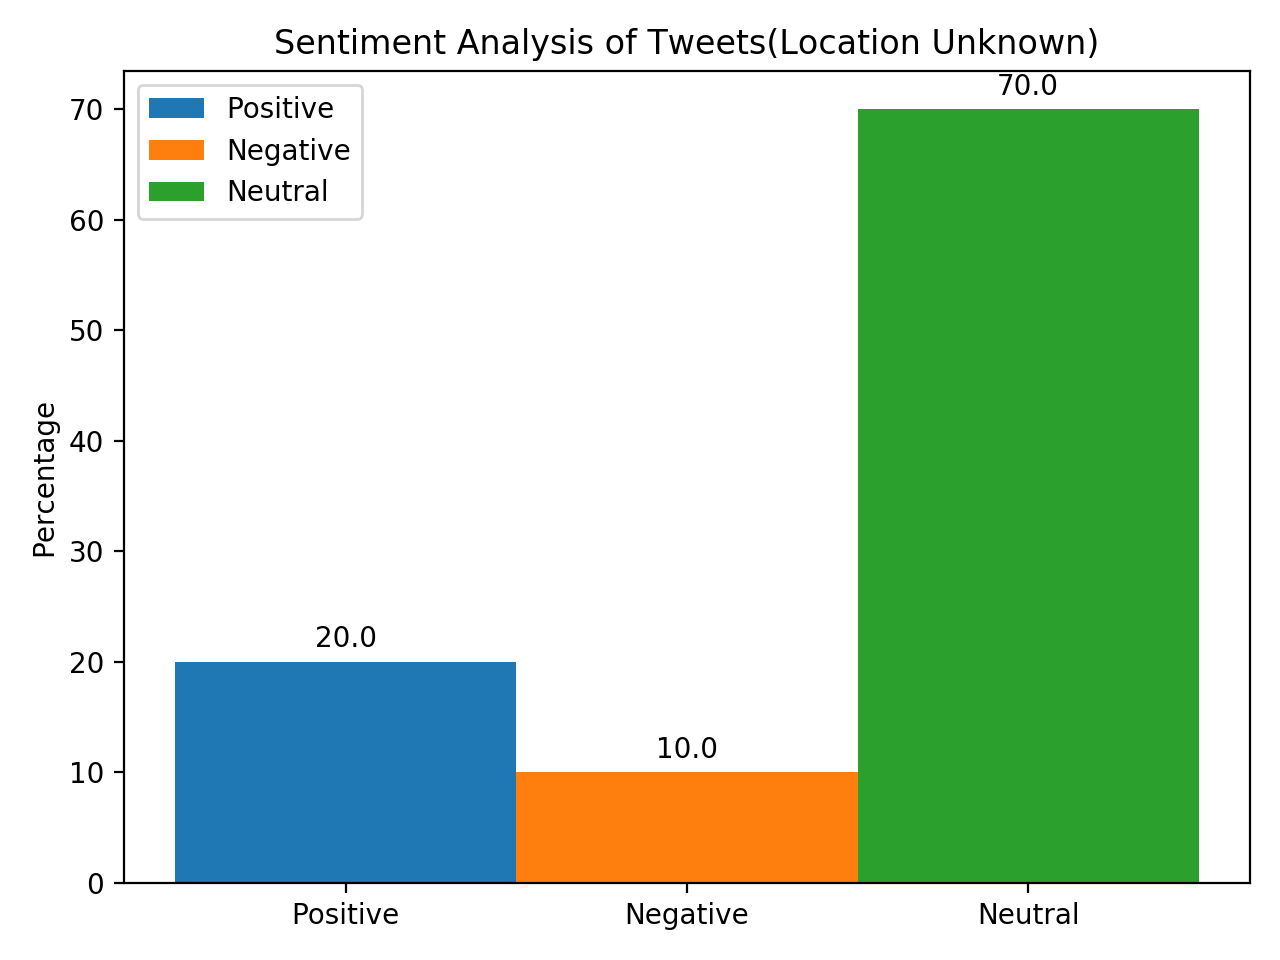 Sentiment Analysis of Tweets(Location Unknown)
Positive
Negative
Neutral
Percentage
70
60
50
40
30
20
10
0
20.0
10.0
70.0
Positive
Negative
Neutral